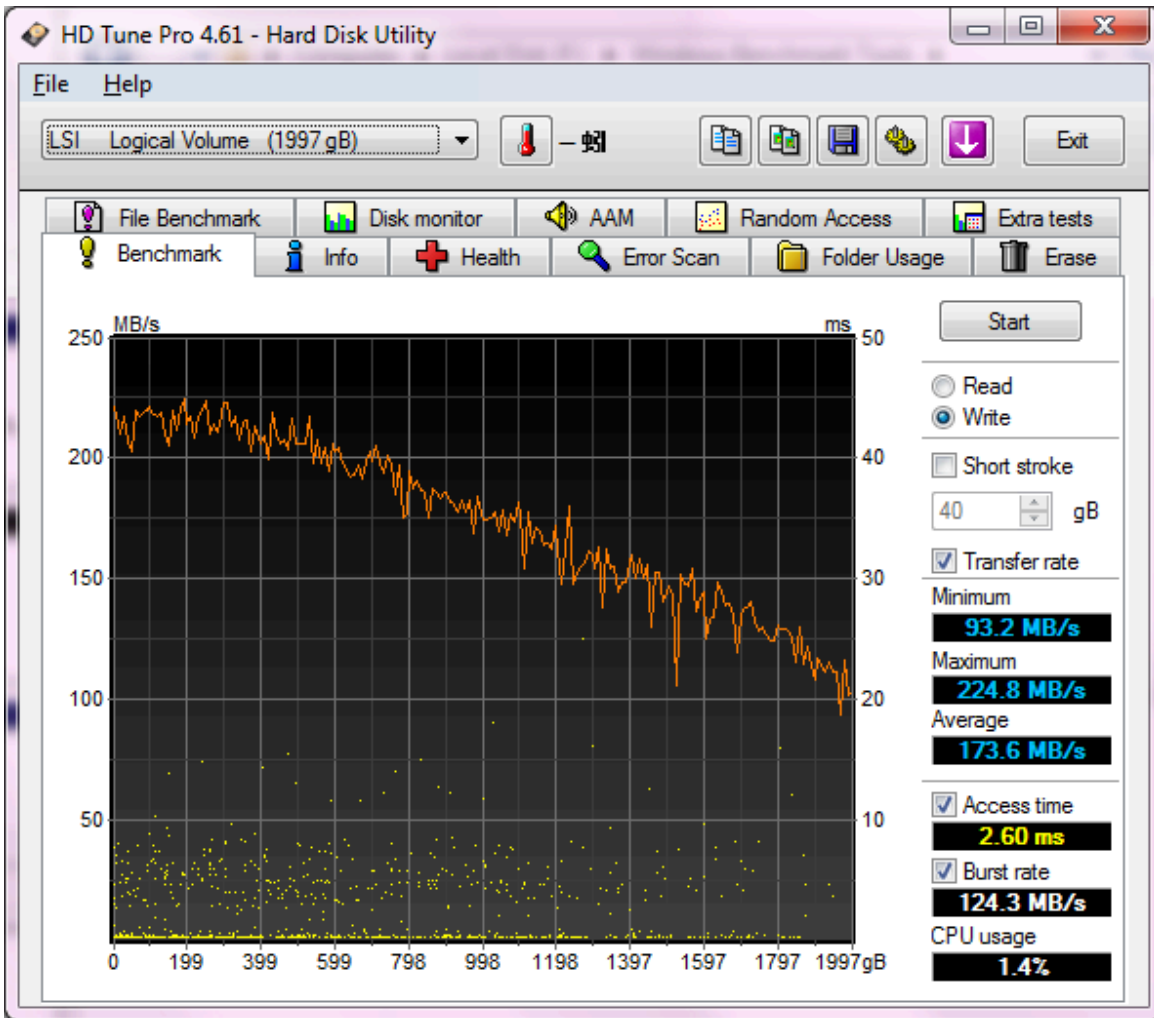 HD Tune Pro 4.61 - Hard Disk Utility
File Help
LSI Logical Volume (1997 gB)
Exit
File Benchmark Disk monitor AAM Random Access Extra tests
Benchmark Info Health Error Scan Folder Usage Erase
MB/s ms
250 50
200 40
150 30
100 20
50 10
0 199 399 599 798 998 1198 1397 1597 1797 1997gB
Start
Read
Write
Short stroke
40 gB
Transfer rate
Minimum
93.2 MB/s
Maximum
224.8 MB/s
Average
173.6 MB/s
Access time
2.60 ms
Burst rate
124.3 MB/s
CPU usage
1.4%